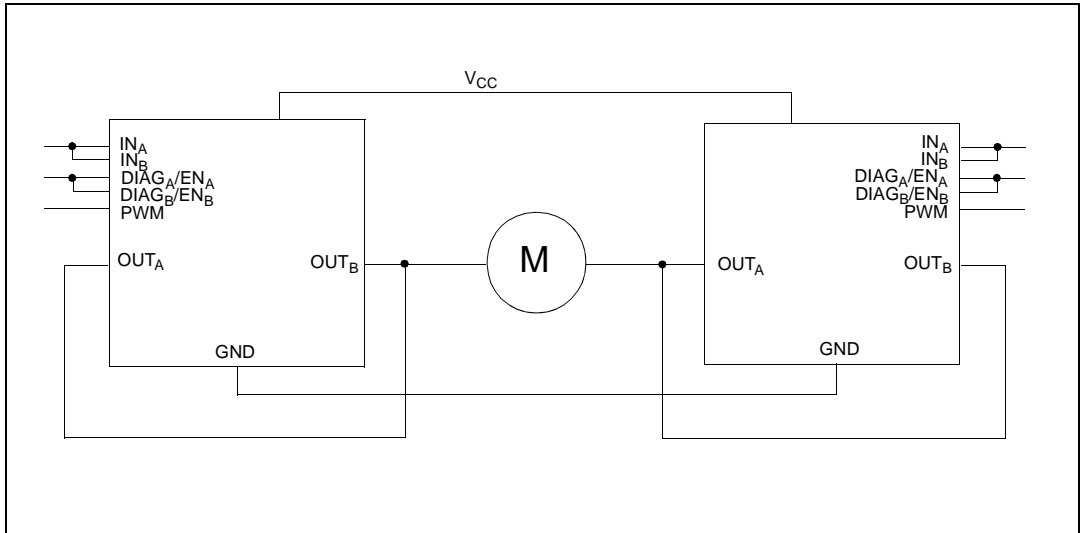 VCC
INA
INB
DIAGA/ENA
DIAGB/ENB
PWM
OUTA
OUTB
GND
M
INA
INB
DIAGA/ENA
DIAGB/ENB
PWM
OUTA
OUTB
GND